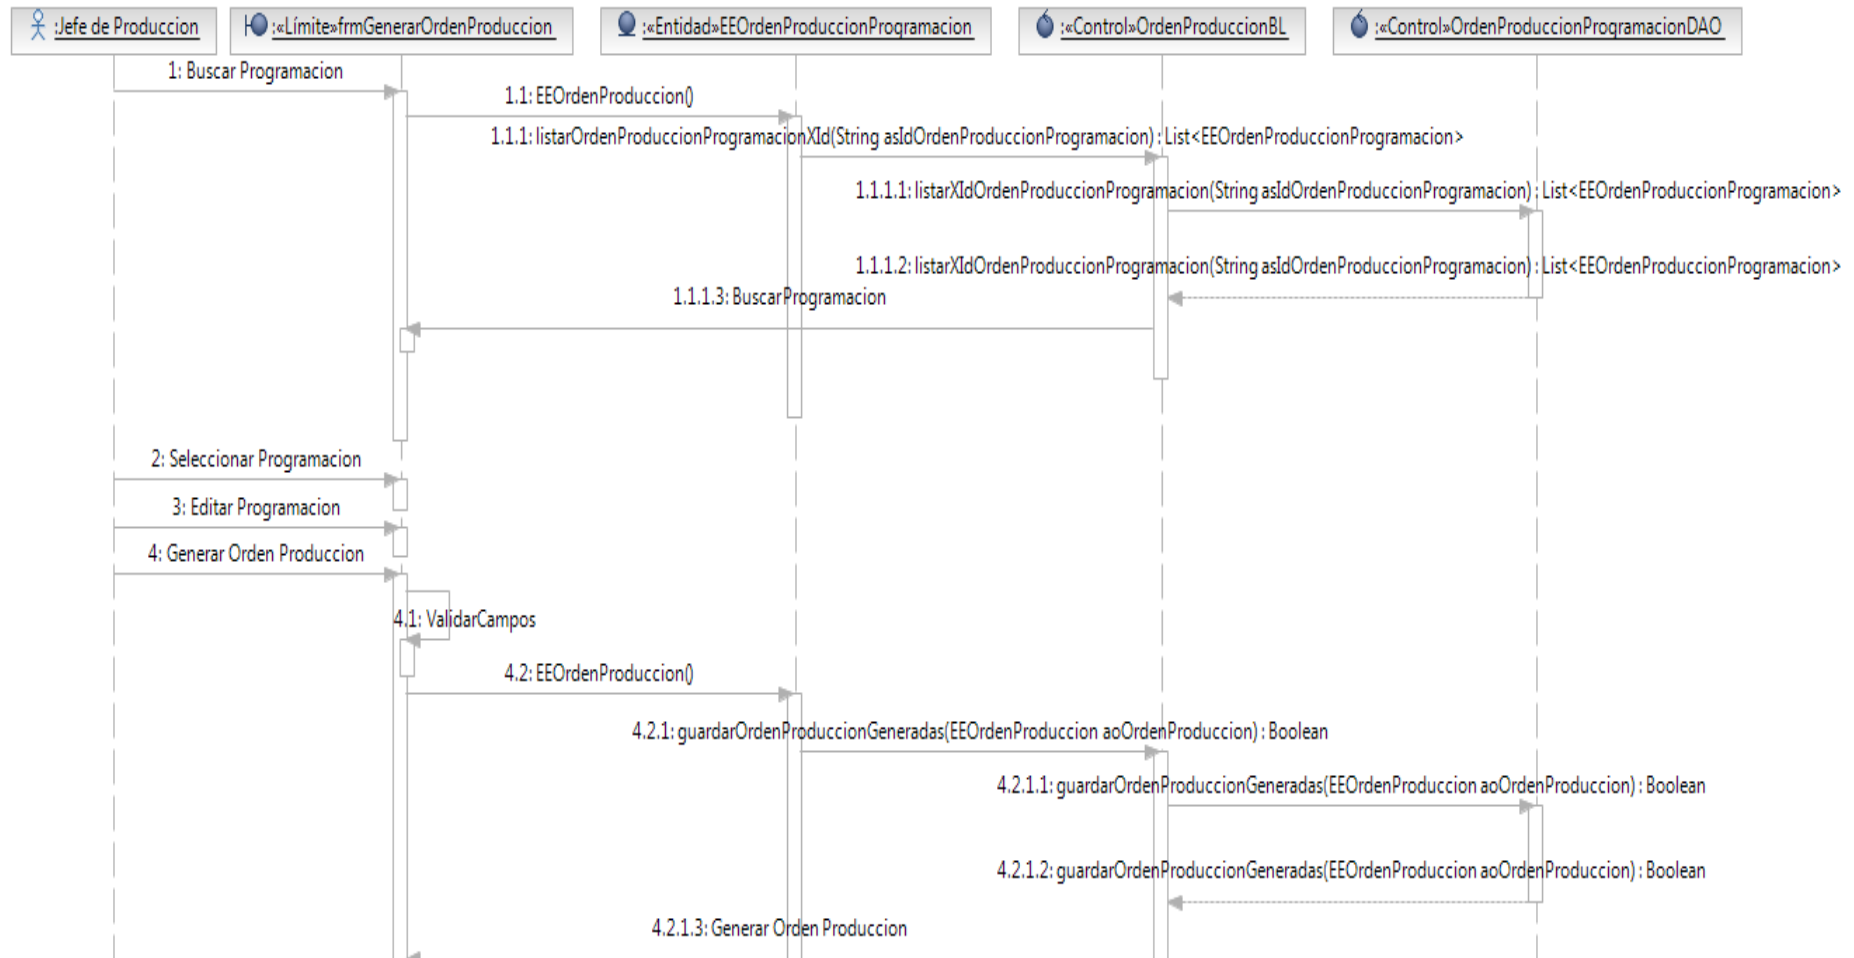 :Jefe de Produccion
:«Límite»frmGenerarOrdenProduccion
:«Entidad»EEOrdenProduccionProgramacion
:«Control»OrdenProduccionBL
:«Control»OrdenProduccionProgramacionDAO
1: Buscar Programacion
1.1: EEOrdenProduccion()
1.1.1: listarOrdenProduccionProgramacionXId(String asIdOrdenProduccionProgramacion) : List<EEOrdenProduccionProgramacion>
1.1.1.1: listarXIdOrdenProduccionProgramacion(String asIdOrdenProduccionProgramacion) : List<EEOrdenProduccionProgramacion>
1.1.1.2: listarXIdOrdenProduccionProgramacion(String asIdOrdenProduccionProgramacion) : List<EEOrdenProduccionProgramacion>
1.1.1.3: BuscarProgramacion
2: Seleccionar Programacion
3: Editar Programacion
4: Generar Orden Produccion
4.1: ValidarCampos
4.2: EEOrdenProduccion()
4.2.1: guardarOrdenProduccionGeneradas(EEOrdenProduccion aoOrdenProduccion) : Boolean
4.2.1.1: guardarOrdenProduccionGeneradas(EEOrdenProduccion aoOrdenProduccion) : Boolean
4.2.1.2: guardarOrdenProduccionGeneradas(EEOrdenProduccion aoOrdenProduccion) : Boolean
4.2.1.3: Generar Orden Produccion